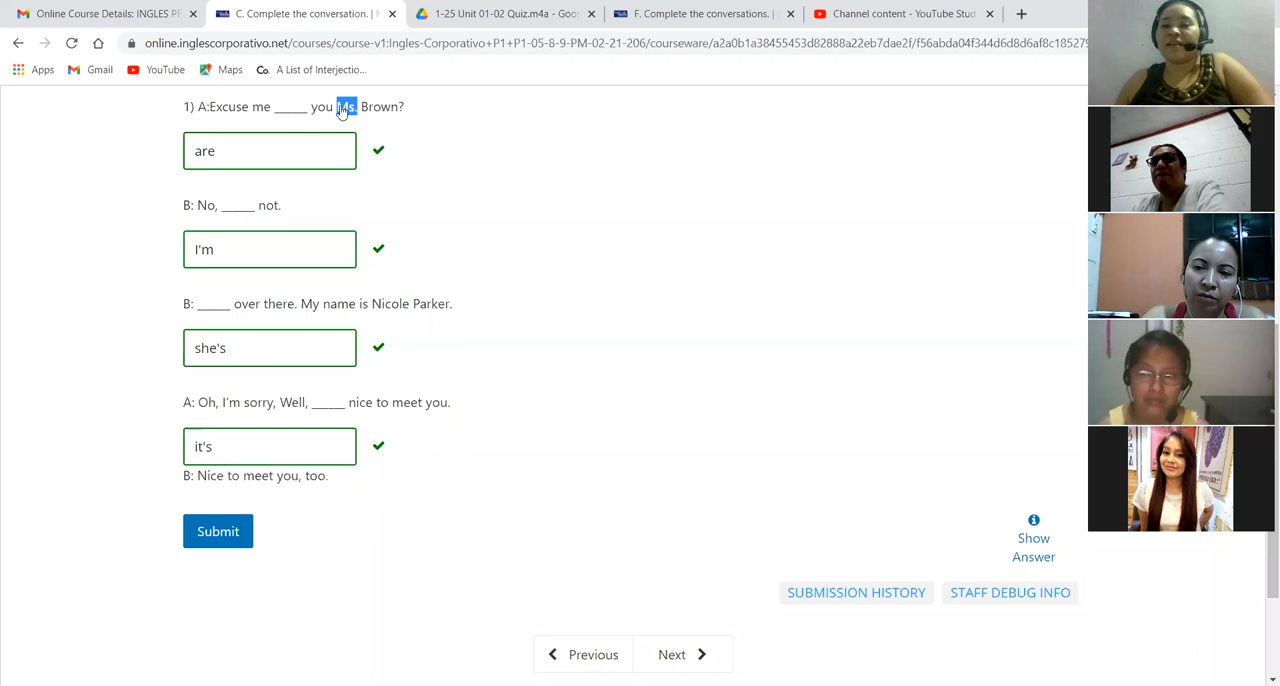 Online Course Details: INGLES PF
C. Complete the conversation. | M
1-25 Unit 01-02 Quiz.m4a - Goo
F. Complete the conversations. |
Channel content - YouTube Stud
online.inglescorporativo.net/courses/course-v1:Ingles-Corporativo+P1+P1-05-8-9-PM-02-21-206/courseware/a2a0b1a38455453d82888a22eb7dae2f/f56abda04f344d6d8d6af8c185279
Apps
Gmail
YouTube
Maps
Co. A List of Interjectio...
1) A:Excuse me _____ you Ms. Brown?
are
B: No, _____ not.
I'm
B: _____ over there. My name is Nicole Parker.
she's
A: Oh, I'm sorry, Well, _____ nice to meet you.
it's
B: Nice to meet you, too.
Submit
Show
Answer
SUBMISSION HISTORY
STAFF DEBUG INFO
Previous
Next